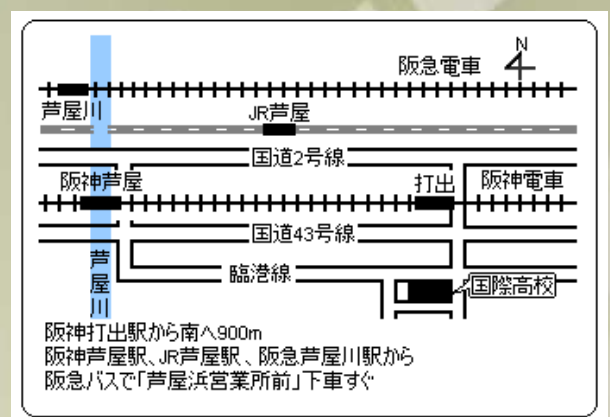 N
阪急電車
芦屋川
JR芦屋
国道2号線
阪神芦屋
打出
阪神電車
国道43号線
芦屋川
臨港線
国際高校
阪神打出駅から南へ900m
阪神芦屋駅、JR芦屋駅、阪急芦屋川駅から
阪急バスで「芦屋浜営業所前」下車すぐ